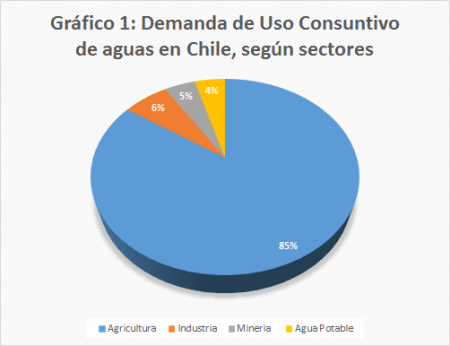 Gráfico 1: Demanda de Uso Consuntivo
de aguas en Chile, según sectores
4%
5%
6%
85%
Agricultura Industria Mineria Agua Potable